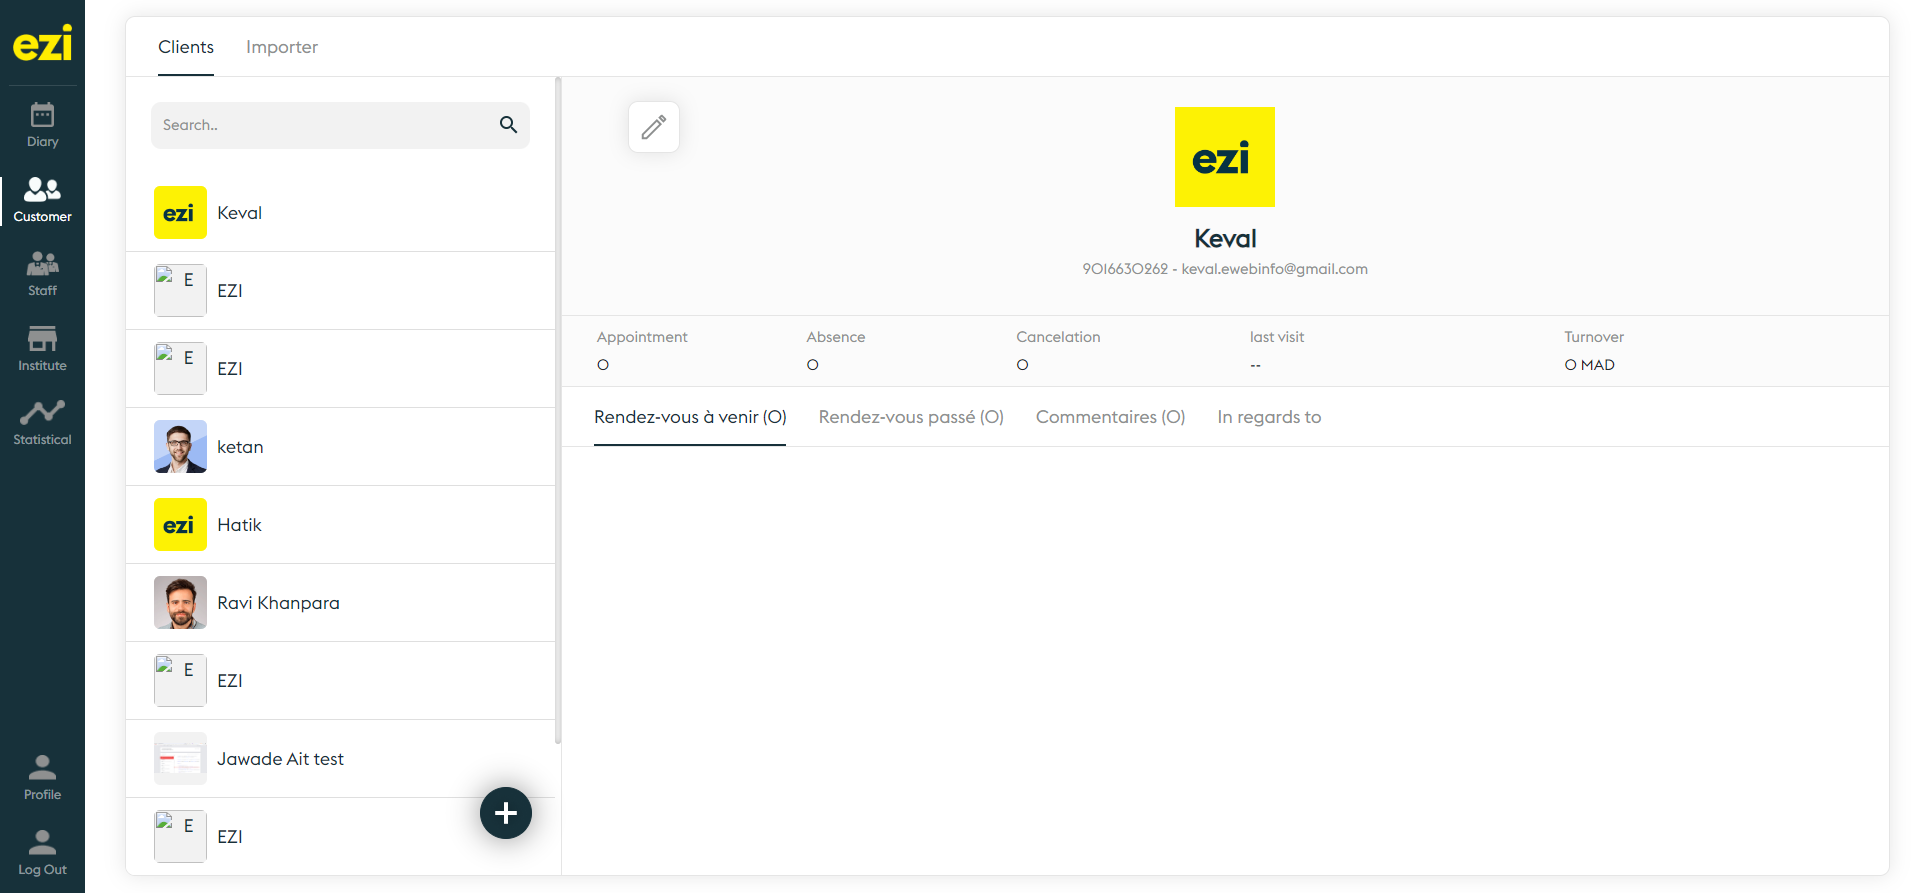 ezi
Diary
Customer
Staff
Institute
Statistical
Profile
Log Out
Clients Importer
Search..
ezi Keval
E EZI
E EZI
ketan
ezi Hatik
Ravi Khanpara
E EZI
Jawade Ait test
E EZI
ezi
Keval
9016630262 - keval.ewebinfo@gmail.com
Appointment Absence Cancelation last visit Turnover
0 0 0 -- 0 MAD
Rendez-vous à venir (0) Rendez-vous passé (0) Commentaires (0) In regards to